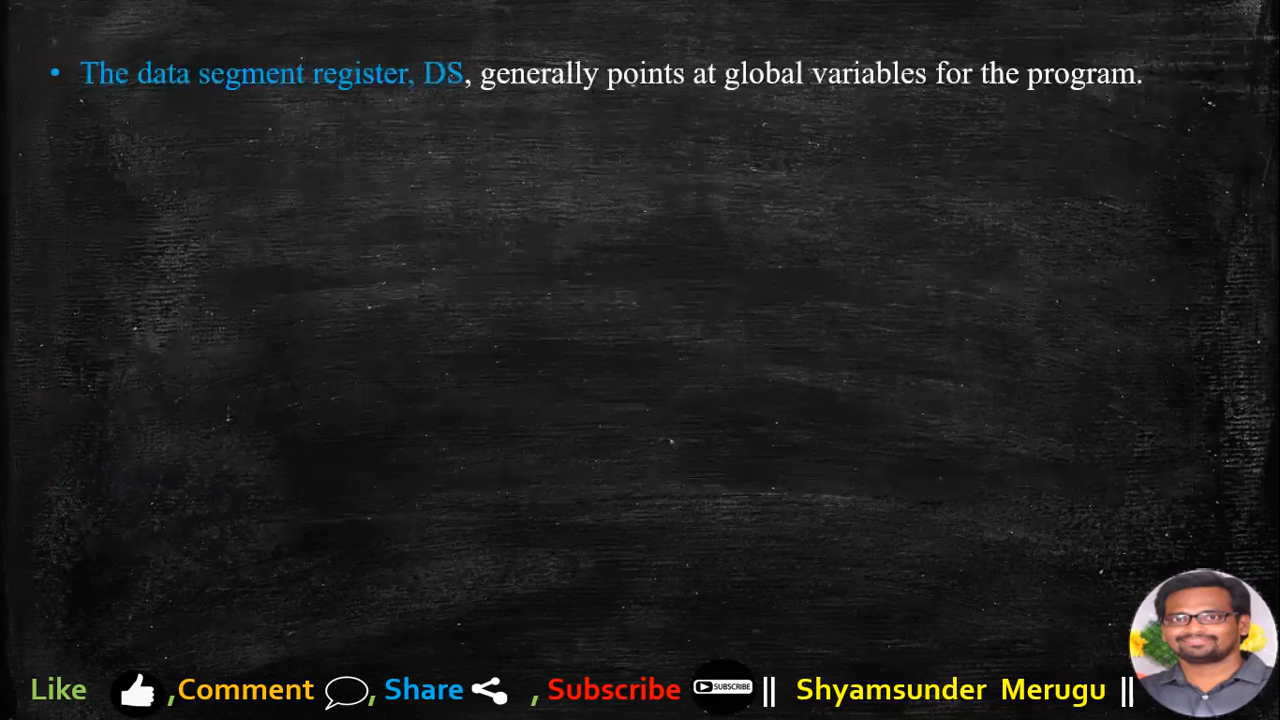 • The data segment register, DS, generally points at global variables for the program.
Like , Comment , Share , Subscribe SUBSCRIBE || Shyamsunder Merugu ||